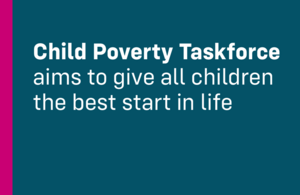 Child Poverty Taskforce
aims to give all children
the best start in life